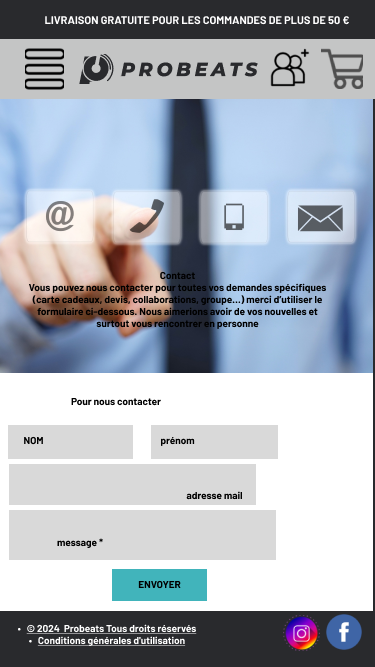 LIVRAISON GRATUITE POUR LES COMMANDES DE PLUS DE 50 €
PROBEATS
@
Contact
Vous pouvez nous contacter pour toutes vos demandes spécifiques
(carte cadeaux, devis, collaborations, groupe...) merci d'utiliser le
formulaire ci-dessous. Nous aimerions avoir de vos nouvelles et
surtout vous rencontrer en personne
Pour nous contacter
NOM prénom
adresse mail
message *
ENVOYER
• © 2024 Probeats Tous droits réservés
• Conditions générales d'utilisation